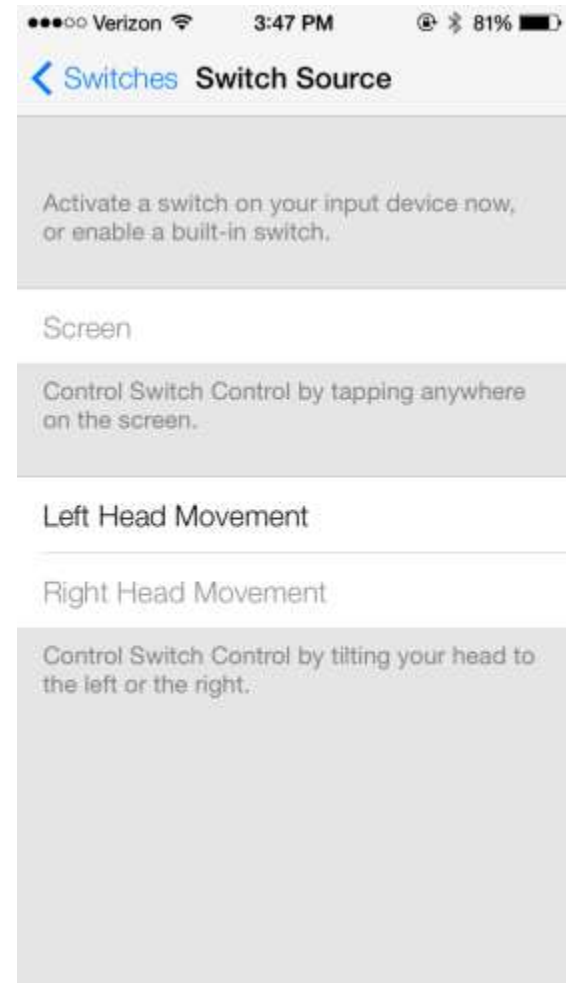 Verizon 3:47 PM 81%
Switches Switch Source
Activate a switch on your input device now,
or enable a built-in switch.
Screen
Control Switch Control by tapping anywhere
on the screen.
Left Head Movement
Right Head Movement
Control Switch Control by tilting your head to
the left or the right.